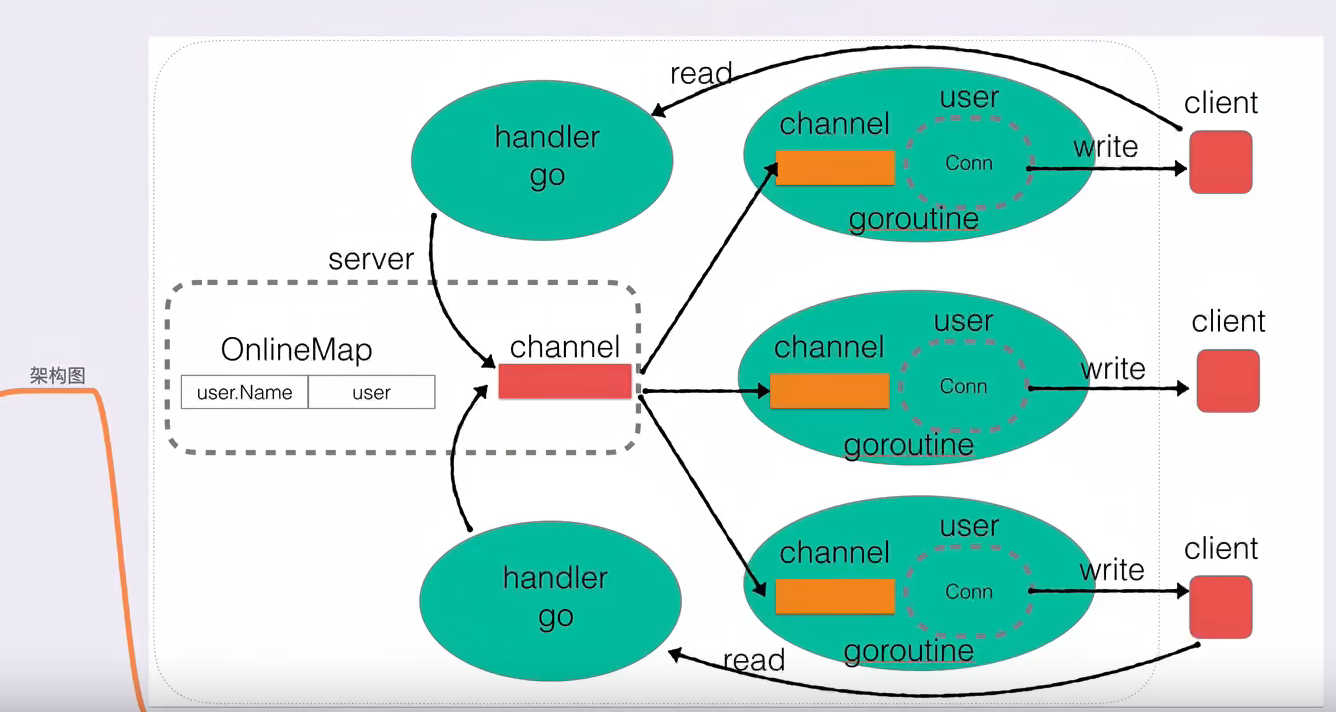 架构图
read
handler
go
server
OnlineMap
user.Name
user
channel
handler
go
read
user
channel
Conn
goroutine
write
client
user
channel
Conn
goroutine
write
client
user
channel
Conn
goroutine
write
client